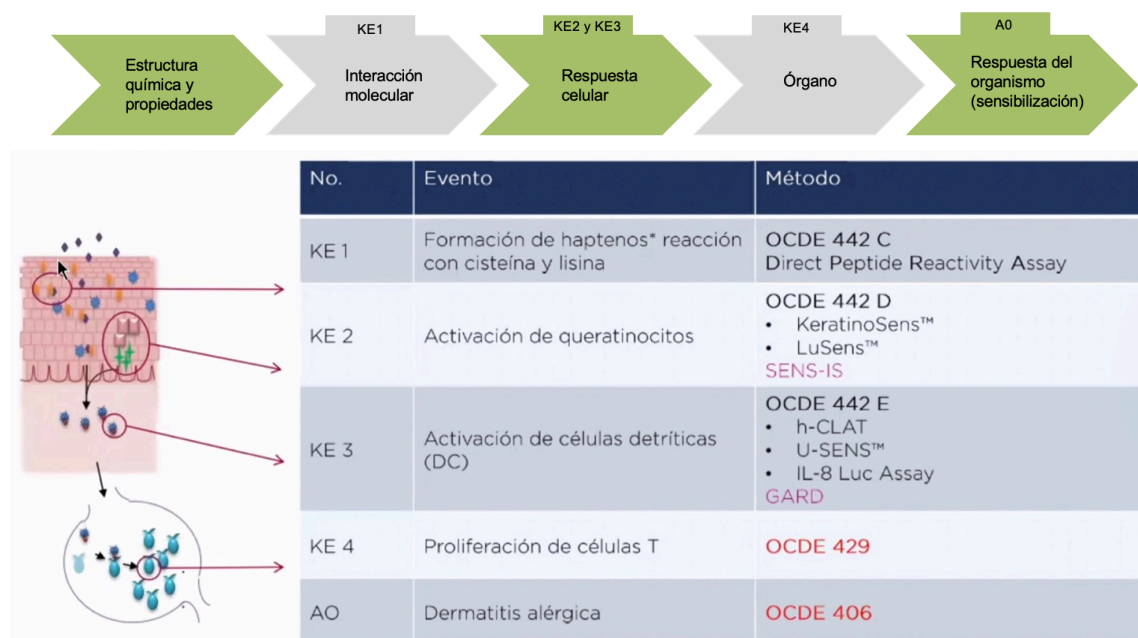 KE1
KE2 y KE3
KE4
A0
Estructura
química y
propiedades
Interacción
molecular
Respuesta
celular
Órgano
Respuesta del
organismo
(sensibilización)
No.
Evento
Método
KE 1
Formación de haptenos* reacción
con cisteína y lisina
OCDE 442 C
Direct Peptide Reactivity Assay
KE 2
Activación de queratinocitos
OCDE 442 D
• KeratinoSens™
• LuSens™
SENS-IS
KE 3
Activación de células detríticas
(DC)
OCDE 442 E
• h-CLAT
• U-SENS™
• IL-8 Luc Assay
GARD
KE 4
Proliferación de células T
OCDE 429
AO
Dermatitis alérgica
OCDE 406